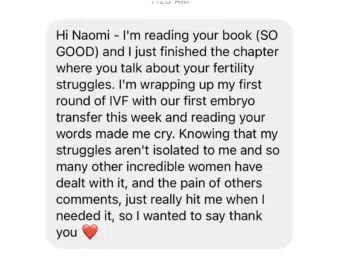 Hi Naomi - I'm reading your book (SO
GOOD) and I just finished the chapter
where you talk about your fertility
struggles. I'm wrapping up my first
round of IVF with our first embryo
transfer this week and reading your
words made me cry. Knowing that my
struggles aren't isolated to me and so
many other incredible women have
dealt with it, and the pain of others
comments, just really hit me when I
needed it, so I wanted to say thank
you ❤️